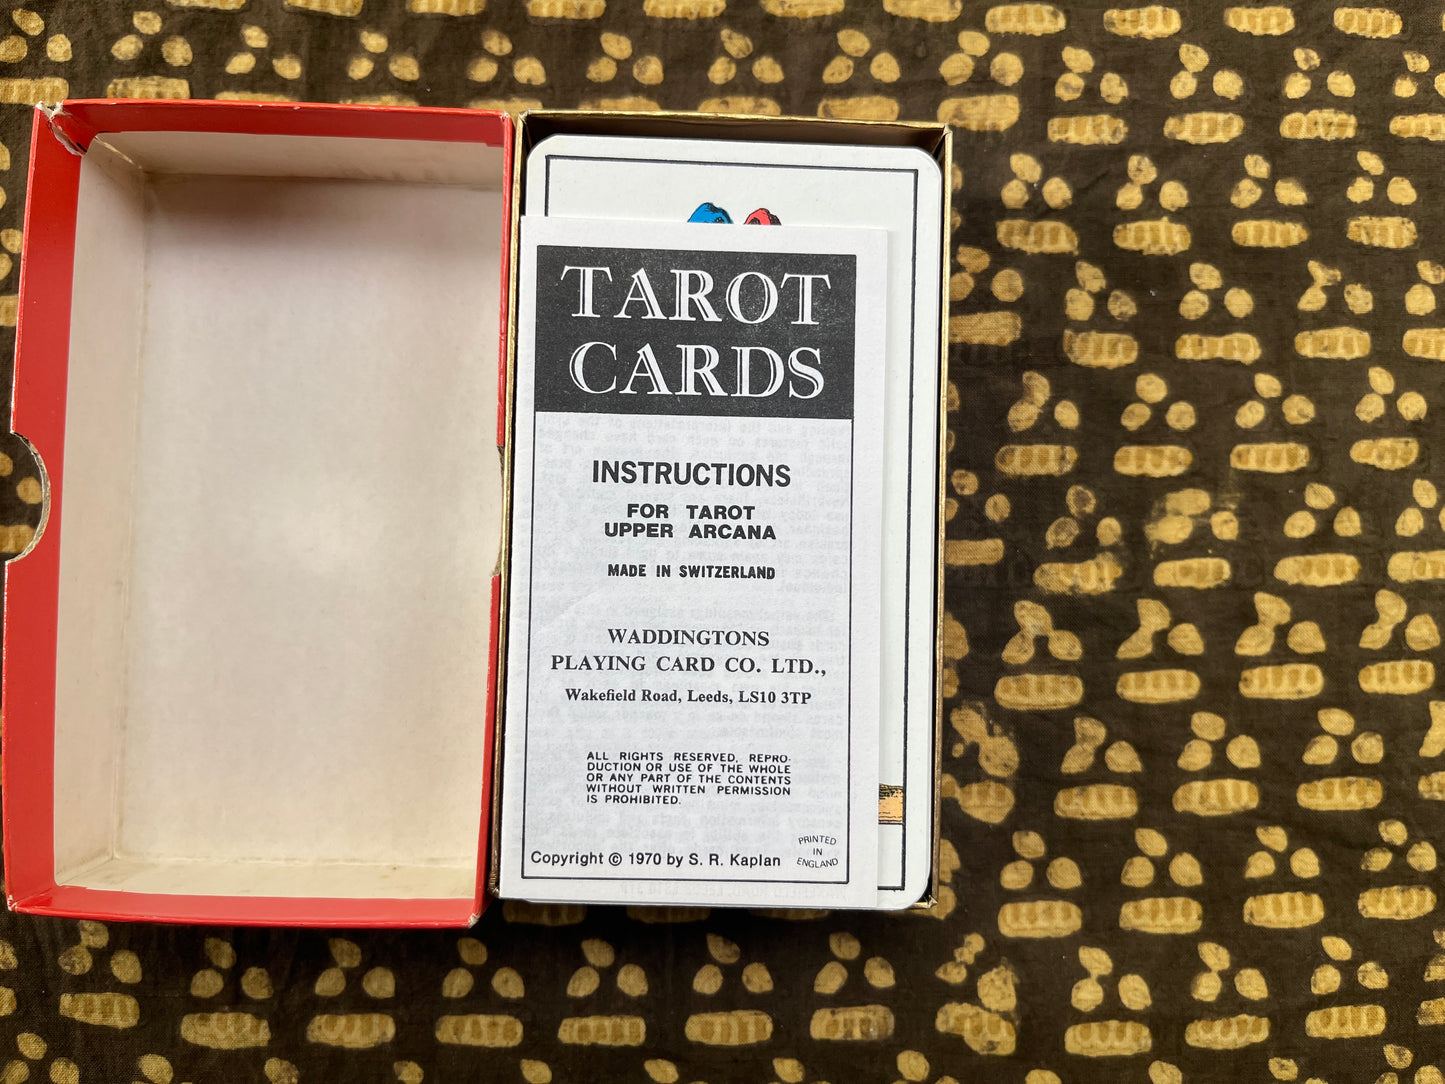 TAROT
CARDS
INSTRUCTIONS
FOR TAROT
UPPER ARCANA
MADE IN SWITZERLAND
WADDINGTONS
PLAYING CARD CO. LTD.,
Wakefield Road, Leeds, LS10 3TP
ALL RIGHTS RESERVED, REPRO-
DUCTION OR USE OF THE WHOLE
OR ANY PART OF THE CONTENTS
WITHOUT WRITTEN PERMISSION
IS PROHIBITED.
Copyright © 1970 by S. R. Kaplan
PRINTED
IN
ENGLAND